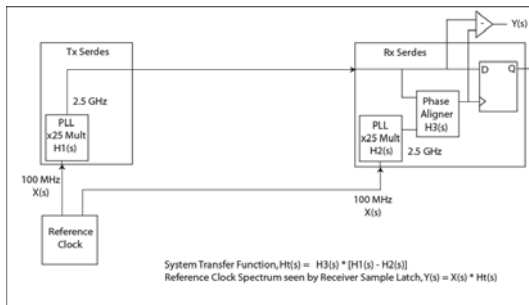 Tx Serdes
Rx Serdes
-
Y(s)
2.5 GHz
PLL
x25 Mult
H1(s)
D
Q
Phase
Aligner
H3(s)
PLL
x25 Mult
H2(s)
2.5 GHz
100 MHz
X(s)
100 MHz
X(s)
Reference
Clock
System Transfer Function, Ht(s) = H3(s) * [H1(s) - H2(s)]
Reference Clock Spectrum seen by Receiver Sample Latch, Y(s) = X(s) * Ht(s)